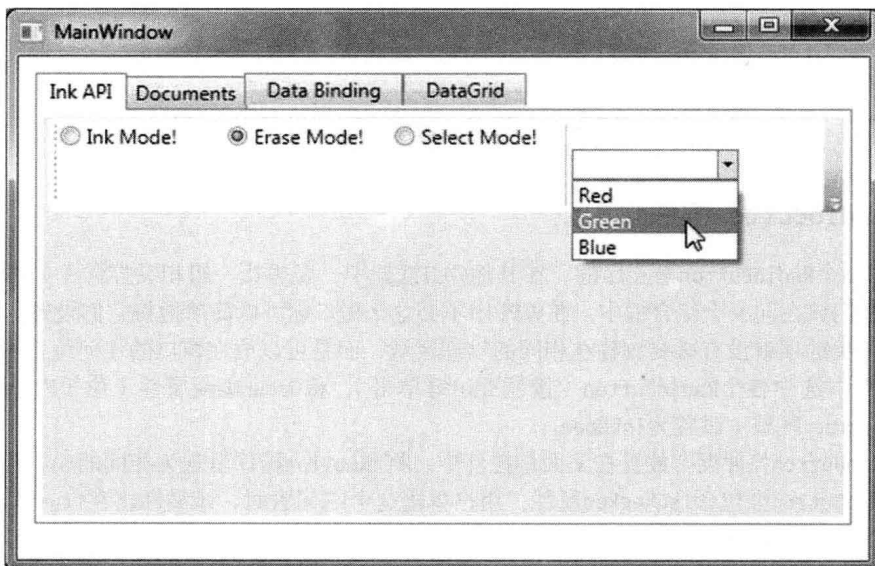 MainWindow
Ink API Documents Data Binding DataGrid
Ink Mode! Erase Mode! Select Mode!
Red
Green
Blue